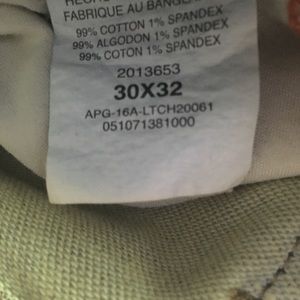 FABRIQUE AU
99% COTTON 1% SPANDEX
99% ALGODON 1% SPANDEX
99% COTON 1% SPANDEX
2013653
30X32
APG-16A-LTCH20061
051071381000